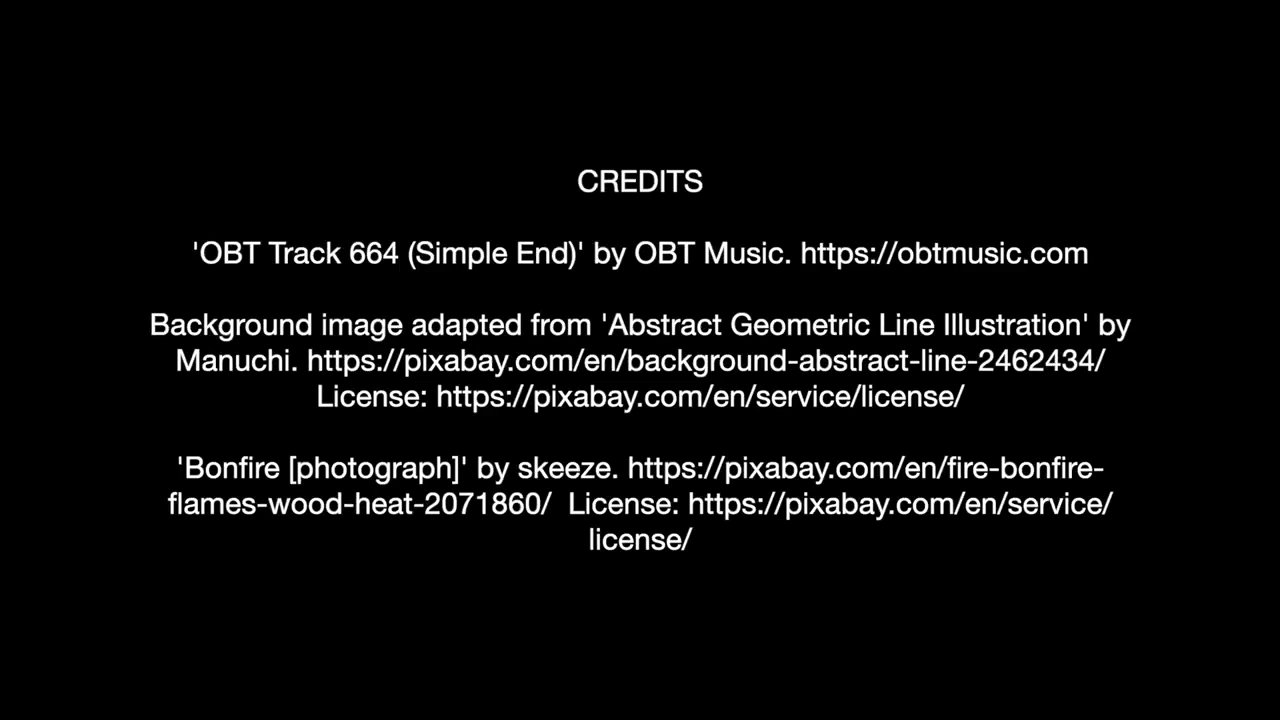 CREDITS
'OBT Track 664 (Simple End)' by OBT Music. https://obtmusic.com
Background image adapted from 'Abstract Geometric Line Illustration' by
Manuchi. https://pixabay.com/en/background-abstract-line-2462434/
License: https://pixabay.com/en/service/license/
'Bonfire [photograph]' by skeeze. https://pixabay.com/en/fire-bonfire-
flames-wood-heat-2071860/  License: https://pixabay.com/en/service/
license/